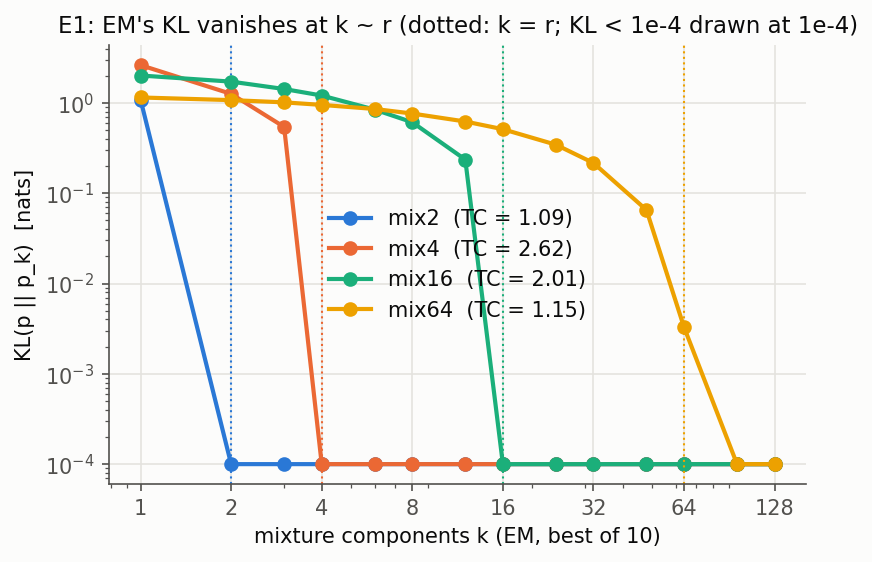 E1: EM's KL vanishes at k ~ r (dotted: k = r; KL < 1e-4 drawn at 1e-4)
KL(p || p_k) [nats]
10^0
10^-1
10^-2
10^-3
10^-4
mix2 (TC = 1.09)
mix4 (TC = 2.62)
mix16 (TC = 2.01)
mix64 (TC = 1.15)
1 2 4 8 16 32 64 128
mixture components k (EM, best of 10)